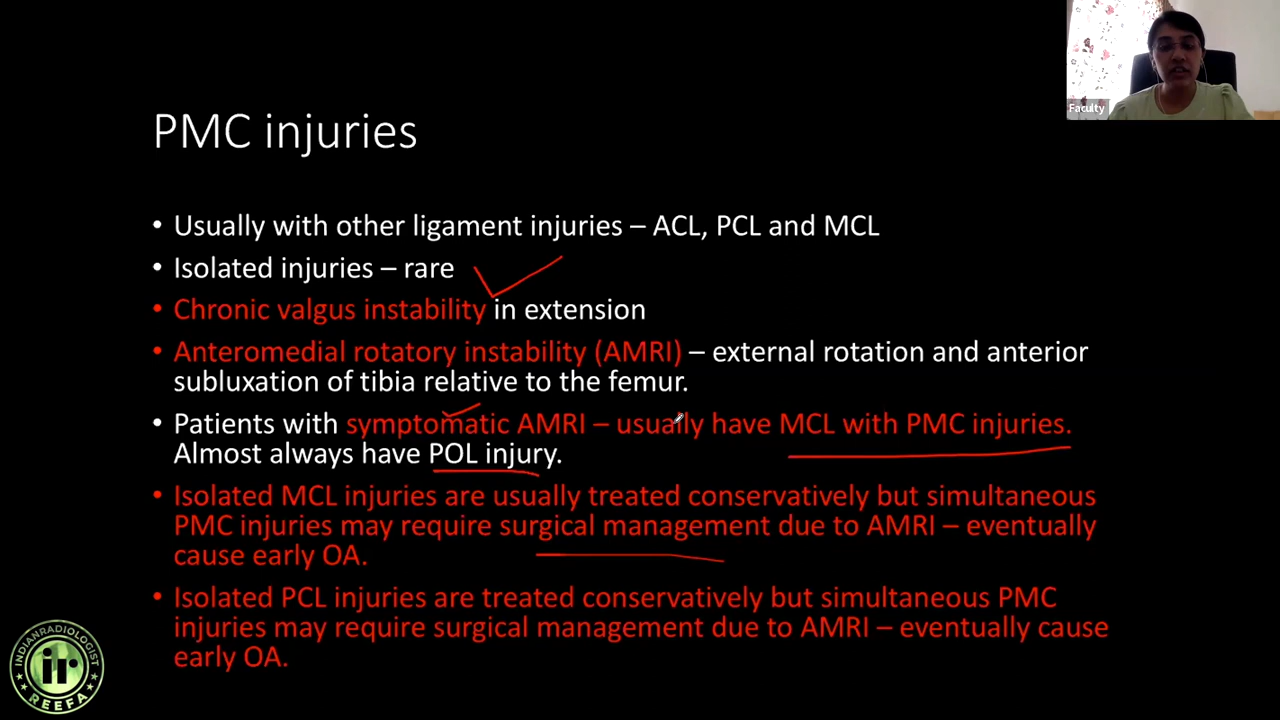 Faculty
PMC injuries
• Usually with other ligament injuries – ACL, PCL and MCL
• Isolated injuries – rare
• Chronic valgus instability in extension
• Anteromedial rotatory instability (AMRI) – external rotation and anterior
subluxation of tibia relative to the femur.
• Patients with symptomatic AMRI – usually have MCL with PMC injuries.
Almost always have POL injury.
• Isolated MCL injuries are usually treated conservatively but simultaneous
PMC injuries may require surgical management due to AMRI – eventually
cause early OA.
• Isolated PCL injuries are treated conservatively but simultaneous PMC
injuries may require surgical management due to AMRI – eventually cause
early OA.
INDIANRADIOLOGIST
ir
REEFA